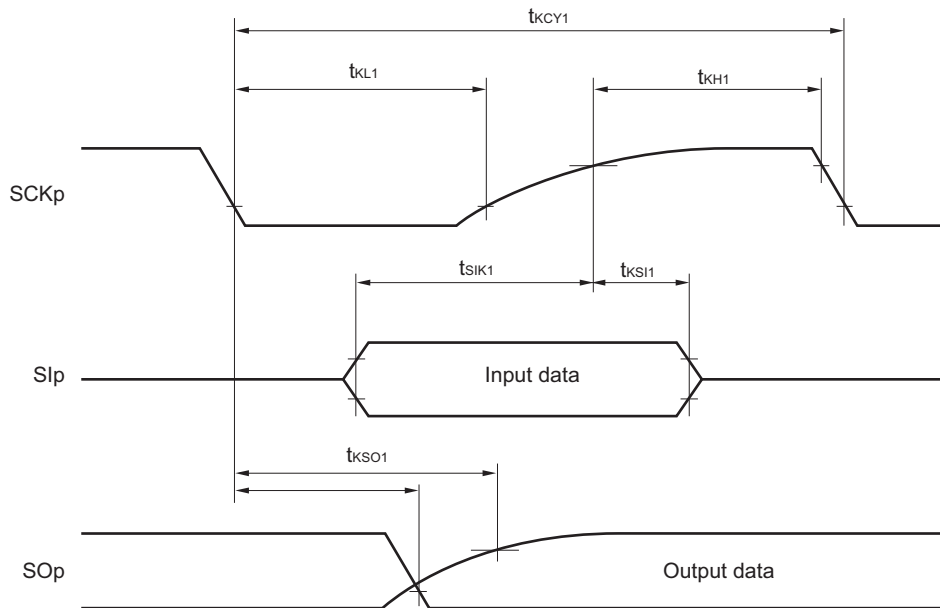 tKCY1
tKL1
tKH1
SCKp
tSIK1
tKSI1
SIp
Input data
tKSO1
SOp
Output data